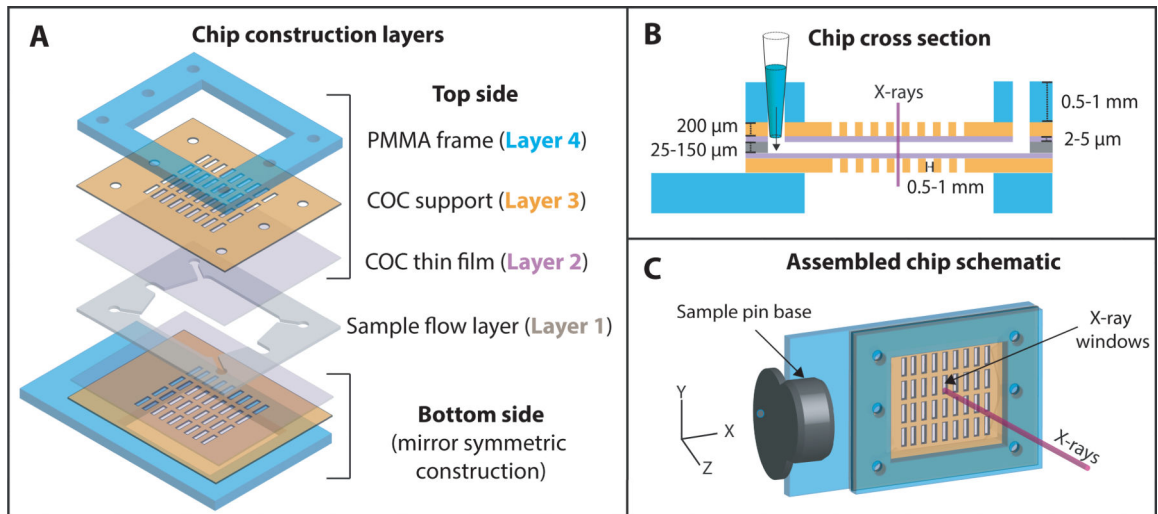 A
Chip construction layers
Top side
PMMA frame (Layer 4)
COC support (Layer 3)
COC thin film (Layer 2)
Sample flow layer (Layer 1)
Bottom side
(mirror symmetric
construction)
B
Chip cross section
X-rays
0.5-1 mm
200 µm
2-5 µm
25-150 µm
H
0.5-1 mm
C
Assembled chip schematic
Sample pin base
X-ray
windows
Y
X
Z
X-rays